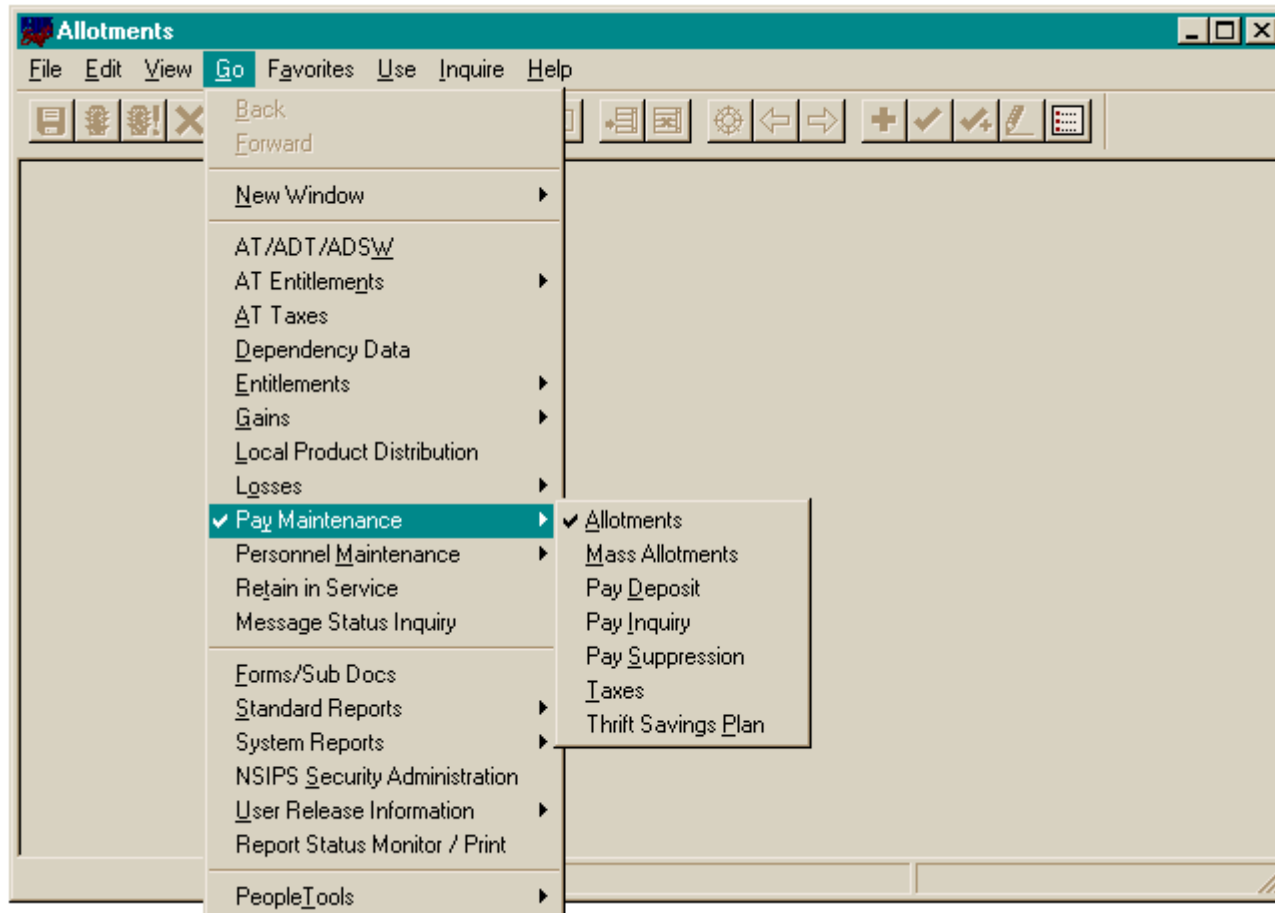 Allotments
File Edit View Go Favorites Use Inquire Help
Back
Forward
New Window
AT/ADT/ADSW
AT Entitlements
AT Taxes
Dependency Data
Entitlements
Gains
Local Product Distribution
Losses
Pay Maintenance
Personnel Maintenance
Retain in Service
Message Status Inquiry
Forms/Sub Docs
Standard Reports
System Reports
NSIPS Security Administration
User Release Information
Report Status Monitor / Print
PeopleTools
Allotments
Mass Allotments
Pay Deposit
Pay Inquiry
Pay Suppression
Taxes
Thrift Savings Plan